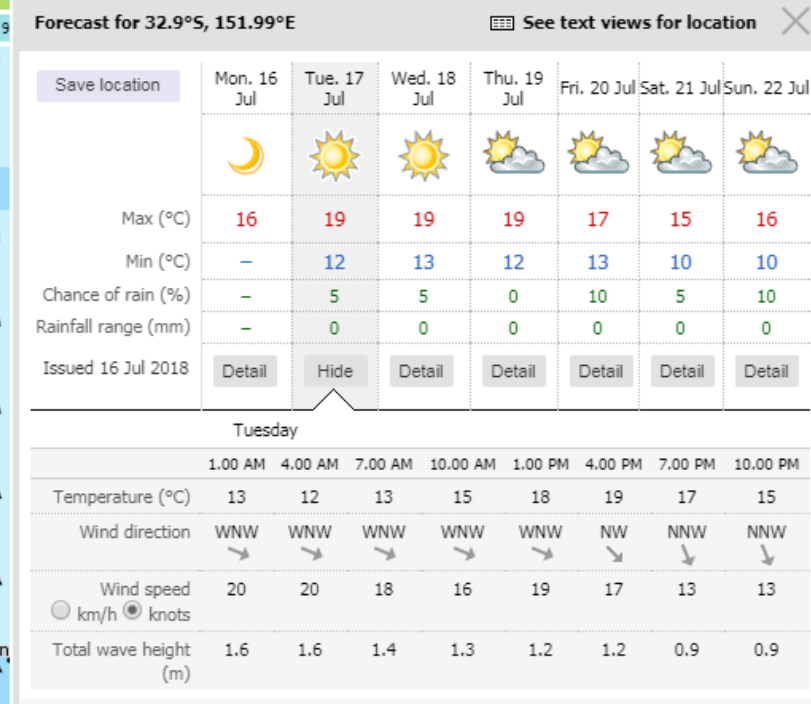 Forecast for 32.9°S, 151.99°E See text views for location
9
Save location Mon. 16 Jul Tue. 17 Jul Wed. 18 Jul Thu. 19 Jul Fri. 20 Jul Sat. 21 Jul Sun. 22 Jul
Max (°C) 16 19 19 19 17 15 16
Min (°C) – 12 13 12 13 10 10
Chance of rain (%) – 5 5 0 10 5 10
Rainfall range (mm) – 0 0 0 0 0 0
Issued 16 Jul 2018 Detail Hide Detail Detail Detail Detail Detail
Tuesday
1.00 AM 4.00 AM 7.00 AM 10.00 AM 1.00 PM 4.00 PM 7.00 PM 10.00 PM
Temperature (°C) 13 12 13 15 18 19 17 15
Wind direction WNW WNW WNW WNW WNW NW NNW NNW
Wind speed 20 20 18 16 19 17 13 13
km/h knots
Total wave height (m) 1.6 1.6 1.4 1.3 1.2 1.2 0.9 0.9